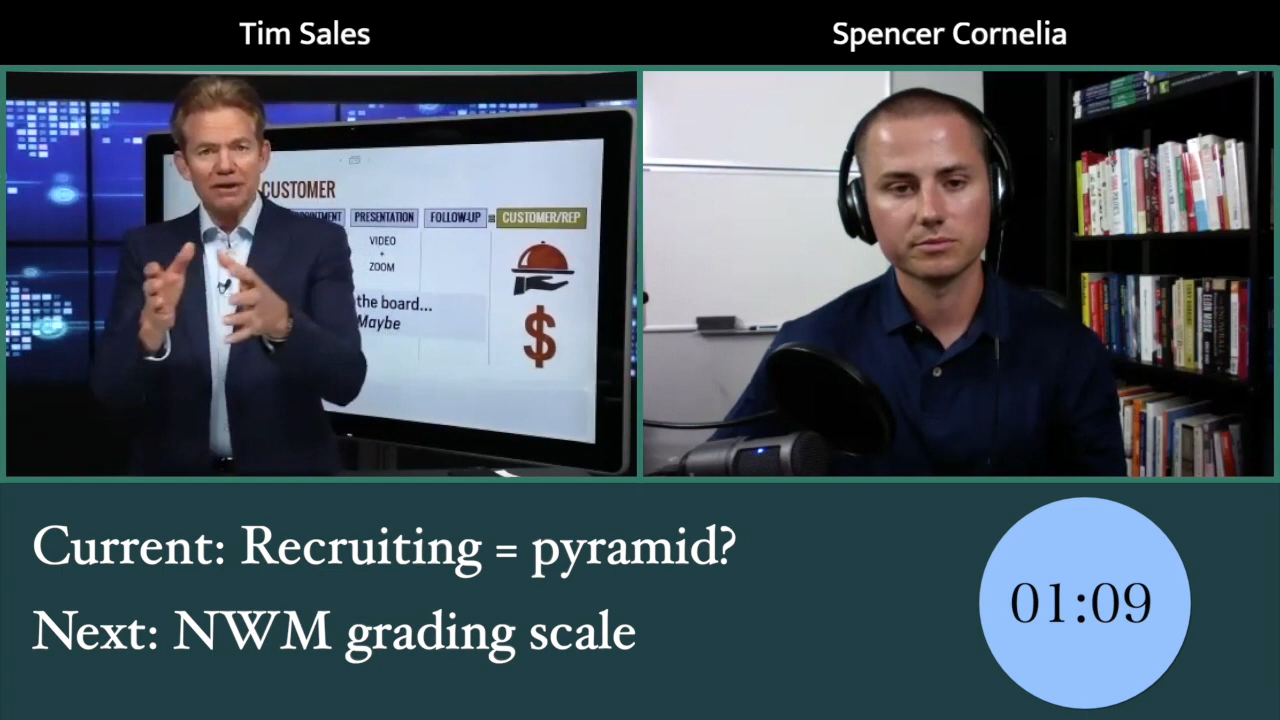 Tim Sales
Spencer Cornelia
CUSTOMER
PRESENTATION
FOLLOW-UP
=
CUSTOMER/REP
VIDEO
+
ZOOM
the board...
Maybe
$
Current: Recruiting = pyramid?
Next: NWM grading scale
01:09